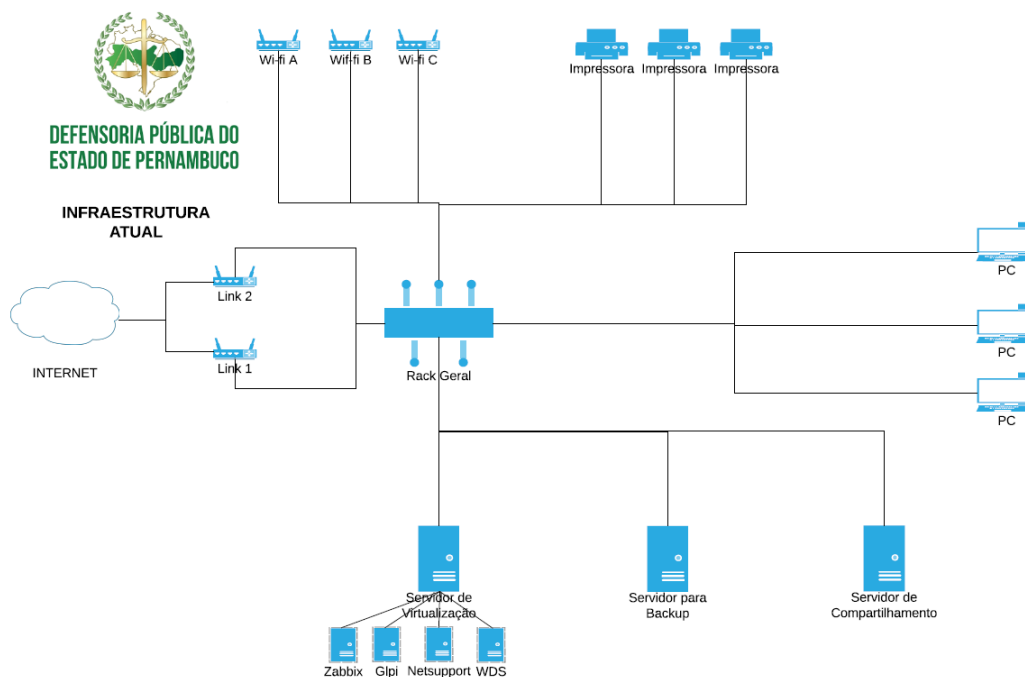 Wi-fi A
Wif-fi B
Wi-fi C
Impressora
Impressora
Impressora
DEFENSORIA PÚBLICA DO
ESTADO DE PERNAMBUCO
INFRAESTRUTURA
ATUAL
Link 2
Link 1
INTERNET
Rack Geral
PC
PC
PC
Servidor de
Virtualização
Servidor para
Backup
Servidor de
Compartilhamento
Zabbix
Glpi
Netsupport
WDS